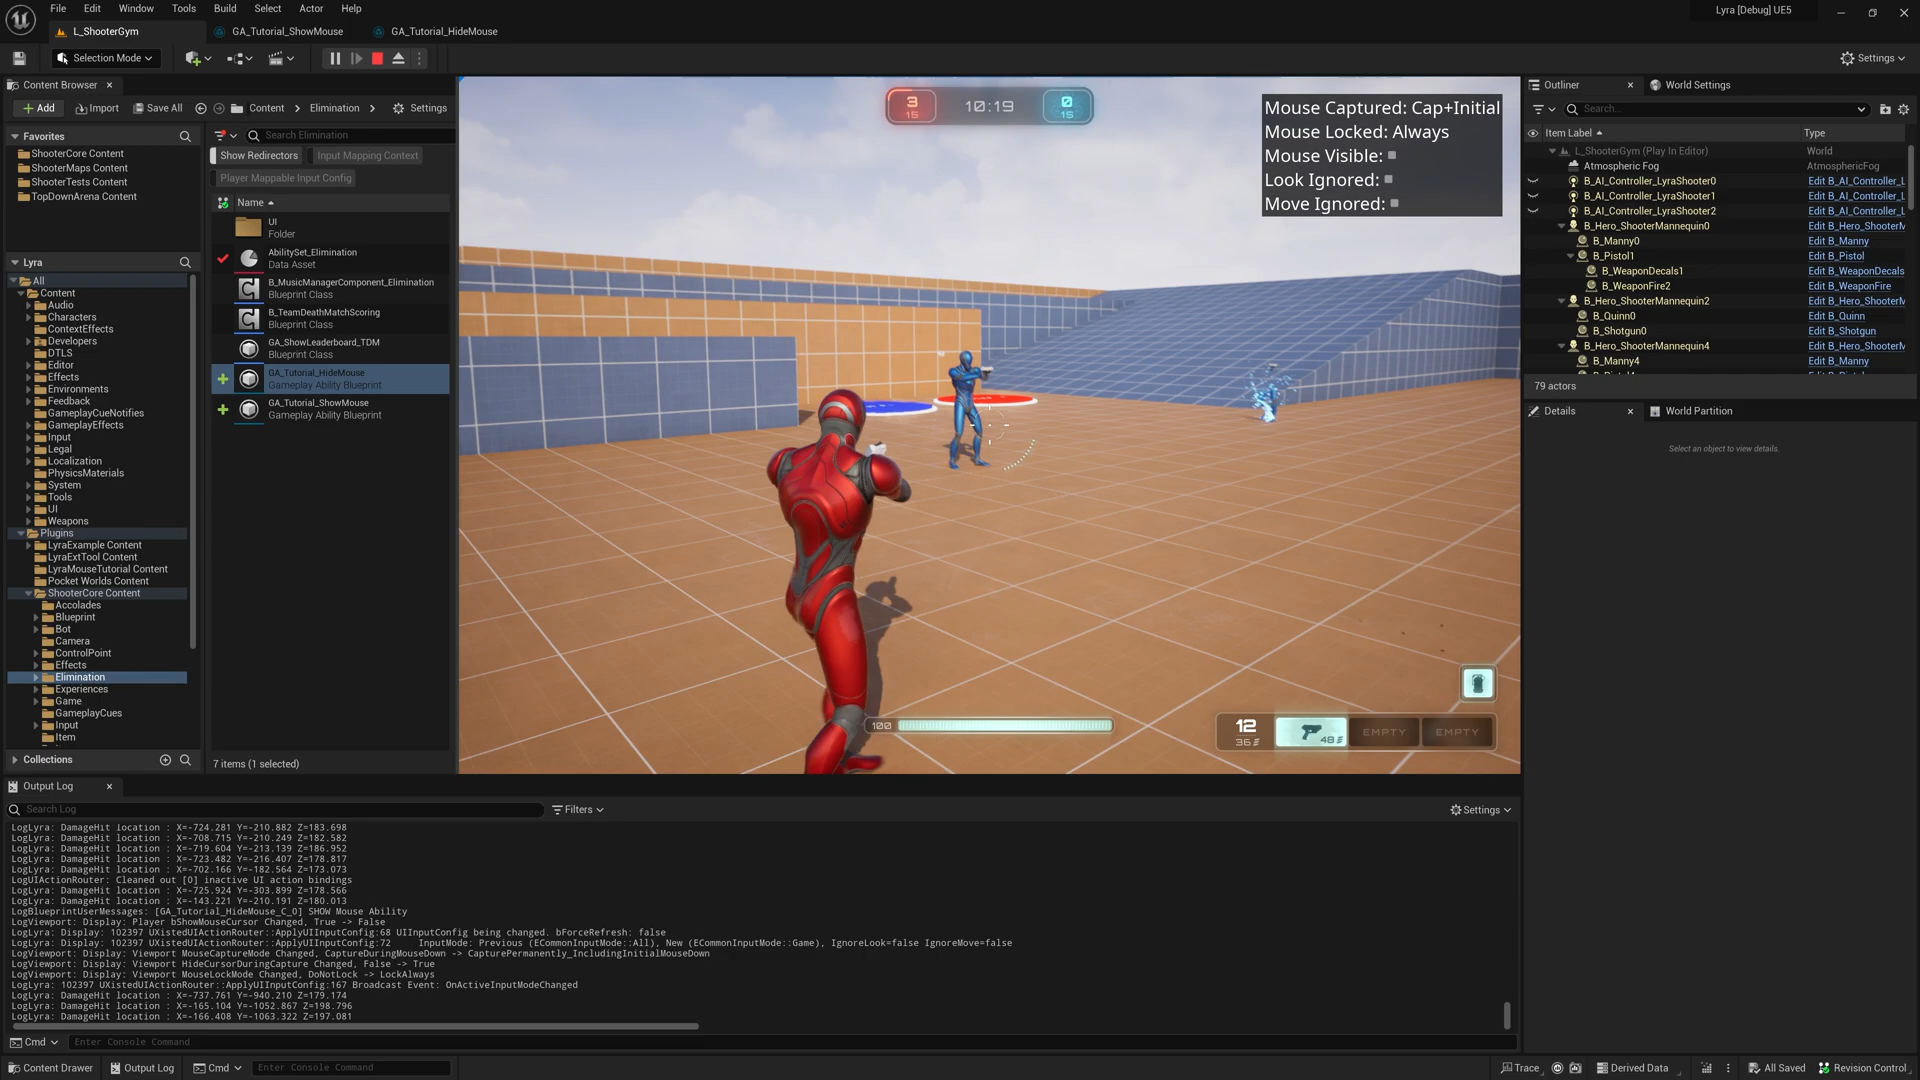 File Edit Window Tools Build Select Actor Help
Lyra [Debug] UE5
L_ShooterGym
GA_Tutorial_ShowMouse
GA_Tutorial_HideMouse
Selection Mode
Settings
Content Browser
Add
Import
Save All
Content
Elimination
Settings
Favorites
ShooterCore Content
ShooterMaps Content
ShooterTests Content
TopDownArena Content
Lyra
All
Content
Audio
Characters
ContextEffects
Developers
DTLS
Editor
Effects
Environments
Feedback
GameplayCueNotifies
GameplayEffects
Input
Legal
Localization
PhysicsMaterials
System
Tools
UI
Weapons
Plugins
LyraExample Content
LyraExtTool Content
LyraMouseTutorial Content
Pocket Worlds Content
ShooterCore Content
Accolades
Blueprint
Bot
Camera
ControlPoint
Effects
Elimination
Experiences
Game
GameplayCues
Input
Item
Collections
Search Elimination
Show Redirectors
Input Mapping Context
Player Mappable Input Config
Name
UI
Folder
AbilitySet_Elimination
Data Asset
B_MusicManagerComponent_Elimination
Blueprint Class
B_TeamDeathMatchScoring
Blueprint Class
GA_ShowLeaderboard_TDM
Blueprint Class
GA_Tutorial_HideMouse
Gameplay Ability Blueprint
GA_Tutorial_ShowMouse
Gameplay Ability Blueprint
7 items (1 selected)
3
15
10:19
0
15
Mouse Captured: Cap+Initial
Mouse Locked: Always
Mouse Visible:
Look Ignored:
Move Ignored:
100
12
36
48
EMPTY
EMPTY
Outliner
World Settings
Search...
Item Label
Type
L_ShooterGym (Play In Editor)
World
Atmospheric Fog
AtmosphericFog
B_AI_Controller_LyraShooter0
Edit B_AI_Controller_L
B_AI_Controller_LyraShooter1
Edit B_AI_Controller_L
B_AI_Controller_LyraShooter2
Edit B_AI_Controller_L
B_Hero_ShooterMannequin0
Edit B_Hero_ShooterM
B_Manny0
Edit B_Manny
B_Pistol1
Edit B_Pistol
B_WeaponDecals1
Edit B_WeaponDecals
B_WeaponFire2
Edit B_WeaponFire
B_Hero_ShooterMannequin2
Edit B_Hero_ShooterM
B_Quinn0
Edit B_Quinn
B_Shotgun0
Edit B_Shotgun
B_Hero_ShooterMannequin4
Edit B_Hero_ShooterM
B_Manny4
Edit B_Manny
79 actors
Details
World Partition
Select an object to view details.
Output Log
Search Log
Filters
Settings
LogLyra: DamageHit location : X=-724.281 Y=-210.882 Z=183.698
LogLyra: DamageHit location : X=-708.715 Y=-210.249 Z=182.582
LogLyra: DamageHit location : X=-719.604 Y=-213.139 Z=186.952
LogLyra: DamageHit location : X=-723.482 Y=-216.407 Z=178.817
LogLyra: DamageHit location : X=-702.166 Y=-182.564 Z=173.073
LogUIActionRouter: Cleaned out [0] inactive UI action bindings
LogLyra: DamageHit location : X=-725.924 Y=-303.899 Z=178.566
LogLyra: DamageHit location : X=-143.221 Y=-210.191 Z=180.013
LogBlueprintUserMessages: [GA_Tutorial_HideMouse_C_0] SHOW Mouse Ability
LogViewport: Display: Player bShowMouseCursor Changed, True -> False
LogLyra: Display: 102397 UXistedUIActionRouter::ApplyUIInputConfig:68 UIInputConfig being changed. bForceRefresh: false
LogLyra: Display: 102397 UXistedUIActionRouter::ApplyUIInputConfig:72 InputMode: Previous (ECommonInputMode::All), New (ECommonInputMode::Game), IgnoreLook=false IgnoreMove=false
LogViewport: Display: Viewport MouseCaptureMode Changed, CaptureDuringMouseDown -> CapturePermanently_IncludingInitialMouseDown
LogViewport: Display: Viewport HideCursorDuringCapture Changed, False -> True
LogViewport: Display: Viewport MouseLockMode Changed, DoNotLock -> LockAlways
LogLyra: 102397 UXistedUIActionRouter::ApplyUIInputConfig:167 Broadcast Event: OnActiveInputModeChanged
LogLyra: DamageHit location : X=-737.761 Y=-940.210 Z=179.174
LogLyra: DamageHit location : X=-165.104 Y=-1052.867 Z=198.796
LogLyra: DamageHit location : X=-166.408 Y=-1063.322 Z=197.081
Cmd
Enter Console Command
Content Drawer
Output Log
Cmd
Enter Console Command
Trace
Derived Data
All Saved
Revision Control